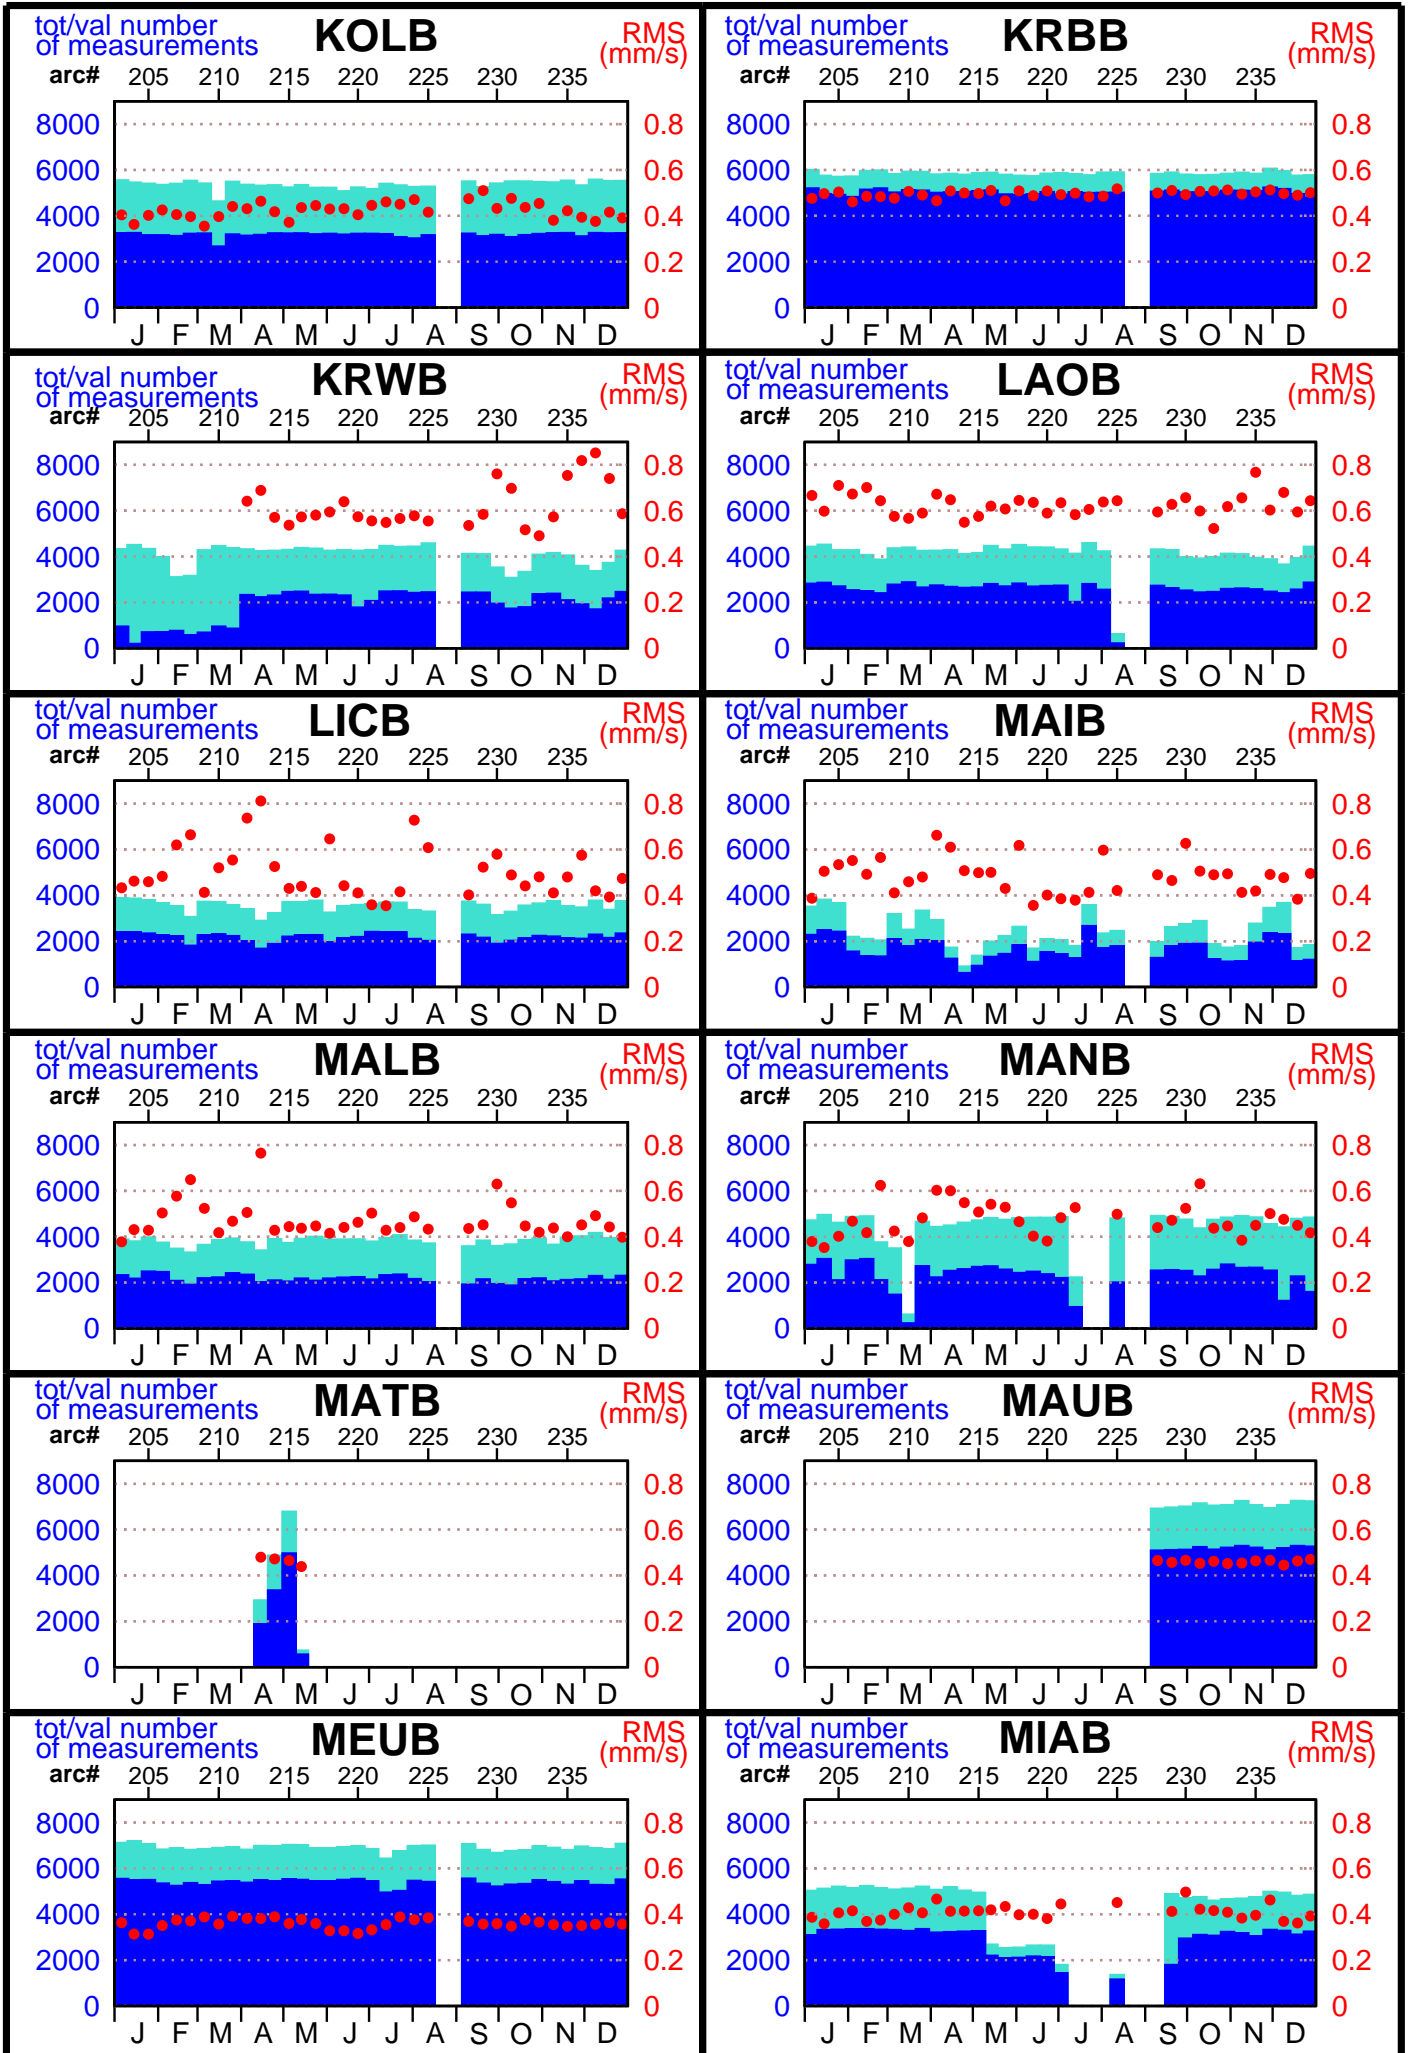 tot/val number of measurements KOLB RMS (mm/s)
arc# 205 210 215 220 225 230 235
8000 0.8
6000 0.6
4000 0.4
2000 0.2
0 0
J F M A M J J A S O N D
tot/val number of measurements KRBB RMS (mm/s)
arc# 205 210 215 220 225 230 235
8000 0.8
6000 0.6
4000 0.4
2000 0.2
0 0
J F M A M J J A S O N D
tot/val number of measurements KRWB RMS (mm/s)
arc# 205 210 215 220 225 230 235
8000 0.8
6000 0.6
4000 0.4
2000 0.2
0 0
J F M A M J J A S O N D
tot/val number of measurements LAOB RMS (mm/s)
arc# 205 210 215 220 225 230 235
8000 0.8
6000 0.6
4000 0.4
2000 0.2
0 0
J F M A M J J A S O N D
tot/val number of measurements LICB RMS (mm/s)
arc# 205 210 215 220 225 230 235
8000 0.8
6000 0.6
4000 0.4
2000 0.2
0 0
J F M A M J J A S O N D
tot/val number of measurements MAIB RMS (mm/s)
arc# 205 210 215 220 225 230 235
8000 0.8
6000 0.6
4000 0.4
2000 0.2
0 0
J F M A M J J A S O N D
tot/val number of measurements MALB RMS (mm/s)
arc# 205 210 215 220 225 230 235
8000 0.8
6000 0.6
4000 0.4
2000 0.2
0 0
J F M A M J J A S O N D
tot/val number of measurements MANB RMS (mm/s)
arc# 205 210 215 220 225 230 235
8000 0.8
6000 0.6
4000 0.4
2000 0.2
0 0
J F M A M J J A S O N D
tot/val number of measurements MATB RMS (mm/s)
arc# 205 210 215 220 225 230 235
8000 0.8
6000 0.6
4000 0.4
2000 0.2
0 0
J F M A M J J A S O N D
tot/val number of measurements MAUB RMS (mm/s)
arc# 205 210 215 220 225 230 235
8000 0.8
6000 0.6
4000 0.4
2000 0.2
0 0
J F M A M J J A S O N D
tot/val number of measurements MEUB RMS (mm/s)
arc# 205 210 215 220 225 230 235
8000 0.8
6000 0.6
4000 0.4
2000 0.2
0 0
J F M A M J J A S O N D
tot/val number of measurements MIAB RMS (mm/s)
arc# 205 210 215 220 225 230 235
8000 0.8
6000 0.6
4000 0.4
2000 0.2
0 0
J F M A M J J A S O N D